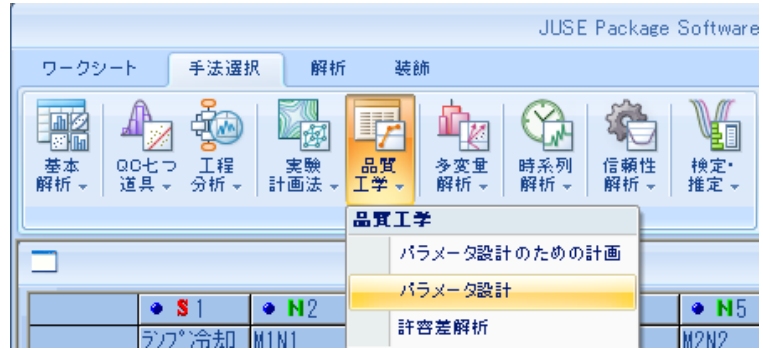 JUSE Package Software
ワークシート 手法選択 解析 装飾
基本 QC七つ 工程 実験 品質 多変量 時系列 信頼性 検定・
解析 道具 分析 計画法 工学 解析 解析 解析 推定
品質工学
パラメータ設計のための計画
パラメータ設計
許容差解析
S 1 N 2 N 5
ランプ冷却 M1N1 M2N2